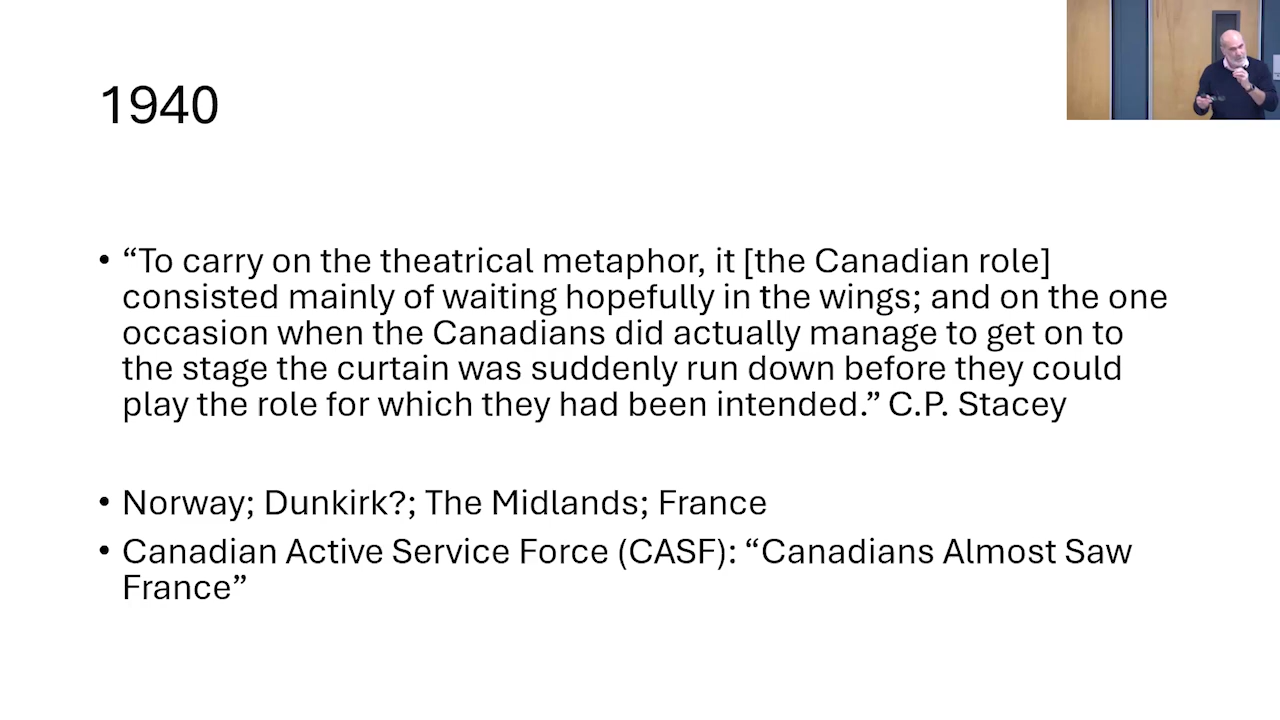 1940
• “To carry on the theatrical metaphor, it [the Canadian role]
consisted mainly of waiting hopefully in the wings; and on the one
occasion when the Canadians did actually manage to get on to
the stage the curtain was suddenly run down before they could
play the role for which they had been intended.” C.P. Stacey
• Norway; Dunkirk?; The Midlands; France
• Canadian Active Service Force (CASF): “Canadians Almost Saw
France”